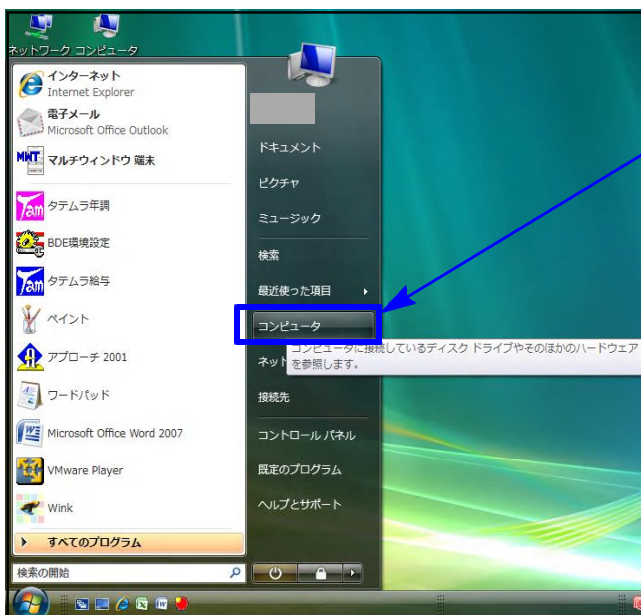 ネットワーク コンピュータ
インターネット
Internet Explorer
電子メール
Microsoft Office Outlook
MWT マルチウィンドウ 端末
Tam タテムラ年調
BDE環境設定
Tam タテムラ給与
ペイント
アプローチ 2001
ワードパッド
Microsoft Office Word 2007
VMware Player
Wink
すべてのプログラム
検索の開始
ドキュメント
ピクチャ
ミュージック
検索
最近使った項目
コンピュータ
コンピュータに接続しているディスク ドライブやそのほかのハードウェア
を参照します。
ネット
接続先
コントロール パネル
既定のプログラム
ヘルプとサポート